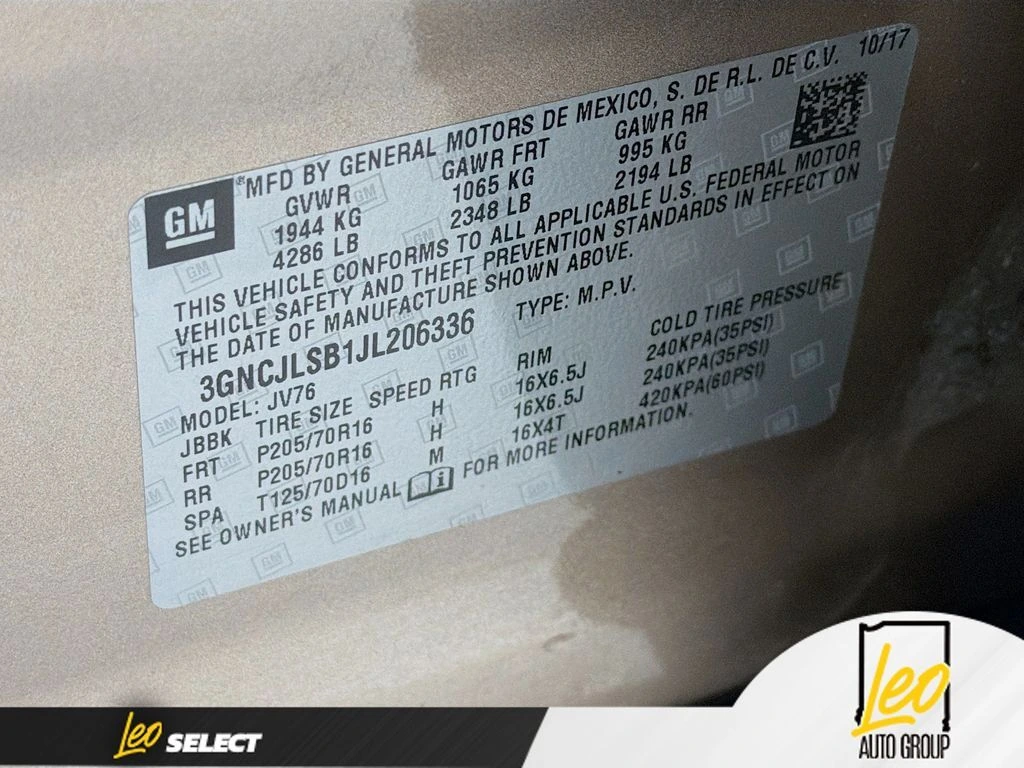 MFD BY GENERAL MOTORS DE MEXICO, S. DE R.L. DE C.V. 10/17
GM
GVWR GAWR FRT GAWR RR
1944 KG 1065 KG 995 KG
4286 LB 2348 LB 2194 LB
THIS VEHICLE CONFORMS TO ALL APPLICABLE U.S. FEDERAL MOTOR
VEHICLE SAFETY AND THEFT PREVENTION STANDARDS IN EFFECT ON
THE DATE OF MANUFACTURE SHOWN ABOVE.
3GNCJLSB1JL206336 TYPE: M.P.V.
MODEL: JV76
JBBK TIRE SIZE SPEED RTG RIM COLD TIRE PRESSURE
FRT P205/70R16 H 16X6.5J 240KPA(35PSI)
RR P205/70R16 H 16X6.5J 240KPA(35PSI)
SPA T125/70D16 M 16X4T 420KPA(60PSI)
SEE OWNER'S MANUAL i FOR MORE INFORMATION.
Leo SELECT
Leo
AUTO GROUP